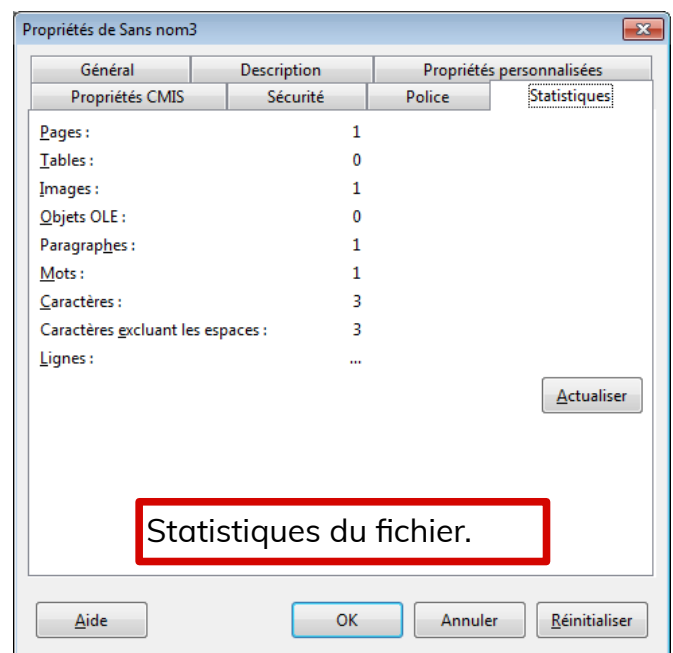 Propriétés de Sans nom3
Général Description Propriétés personnalisées
Propriétés CMIS Sécurité Police Statistiques
Pages : 1
Tables : 0
Images : 1
Objets OLE : 0
Paragraphes : 1
Mots : 1
Caractères : 3
Caractères excluant les espaces : 3
Lignes : ...
Actualiser
Statistiques du fichier.
Aide OK Annuler Réinitialiser